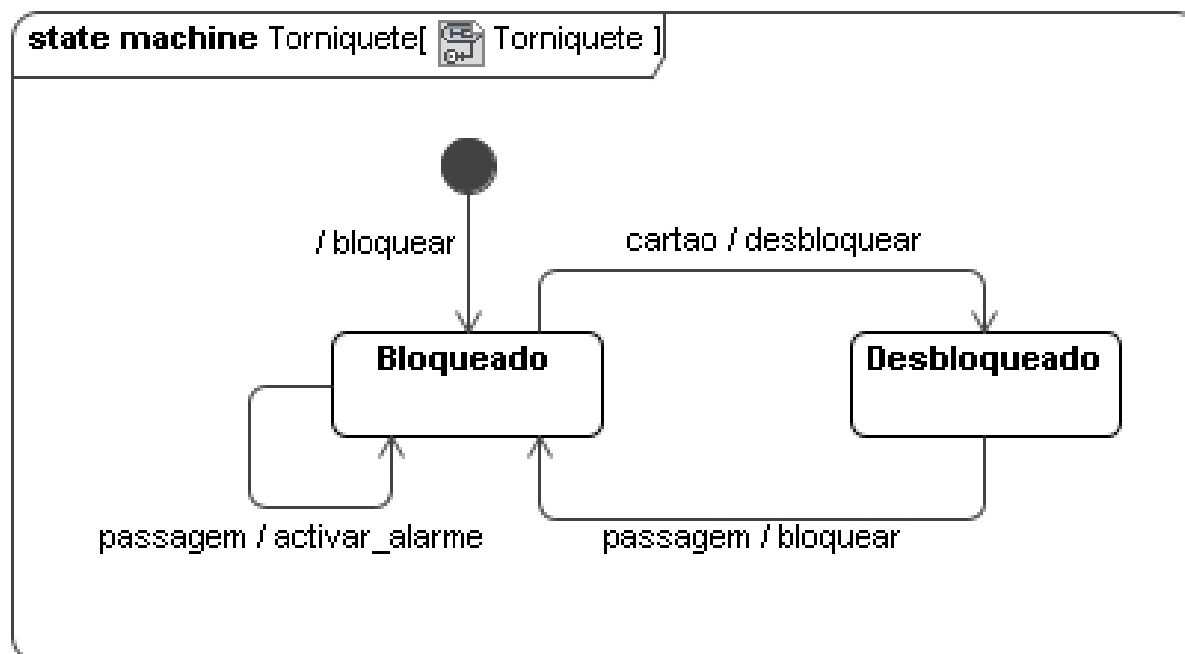 state machine Torniquete[ Torniquete ]
/ bloquear
cartao / desbloquear
Bloqueado
Desbloqueado
passagem / activar_alarme
passagem / bloquear